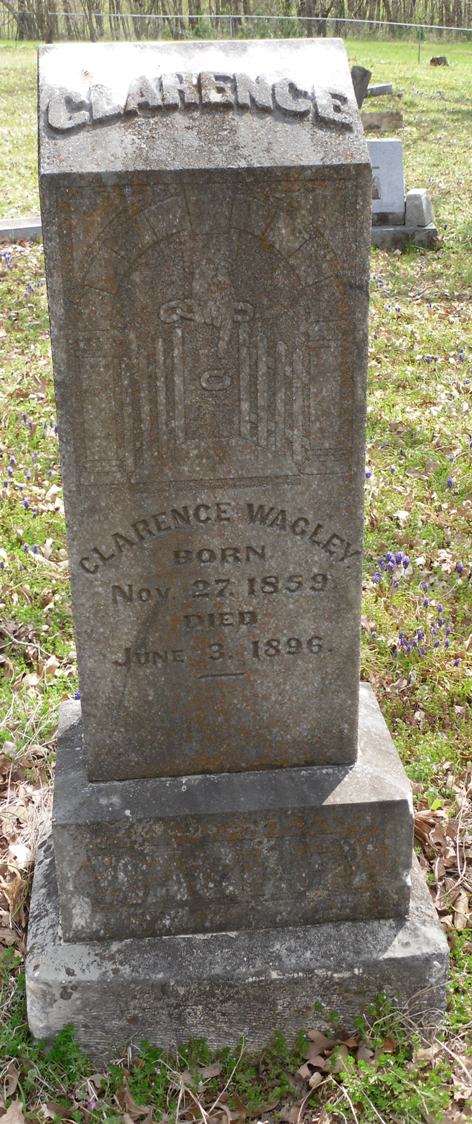 CLARENCE
CLARENCE WAGLEY
BORN
NOV. 27. 1859.
DIED
JUNE 3. 1896.